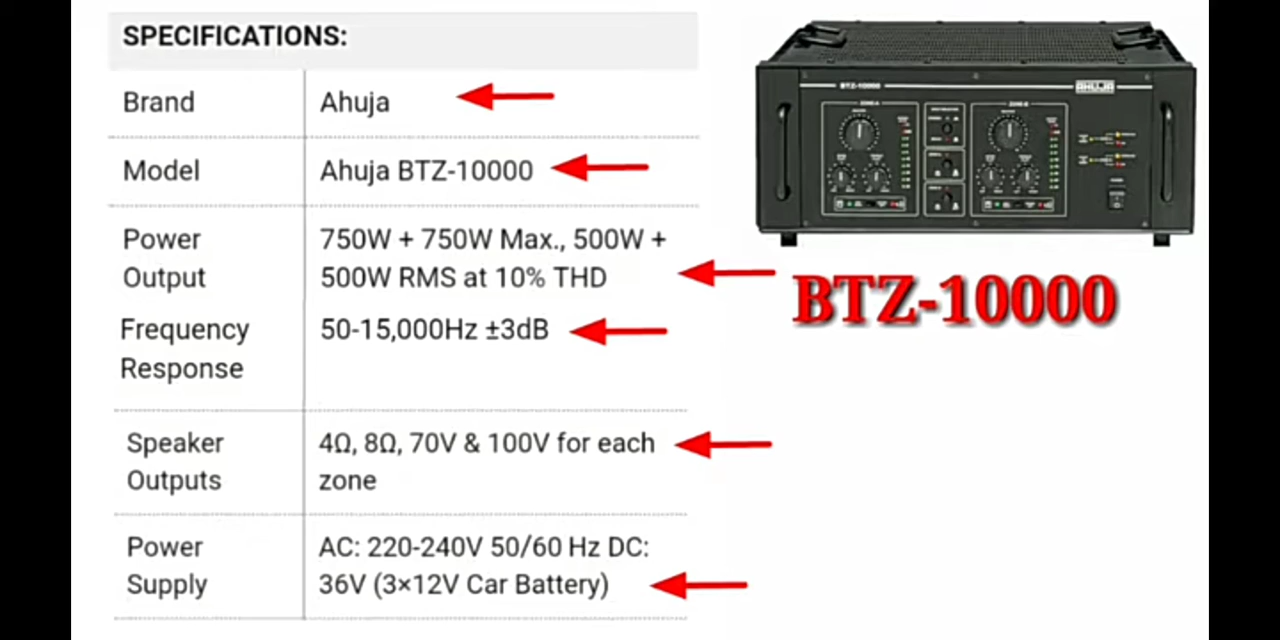 SPECIFICATIONS:
Brand
Ahuja
Model
Ahuja BTZ-10000
Power
Output
750W + 750W Max., 500W +
500W RMS at 10% THD
Frequency
Response
50-15,000Hz ±3dB
Speaker
Outputs
4Ω, 8Ω, 70V & 100V for each
zone
Power
Supply
AC: 220-240V 50/60 Hz DC:
36V (3×12V Car Battery)
BTZ-10000
AHUJA
ZONE-A
ZONE-B
BTZ-10000